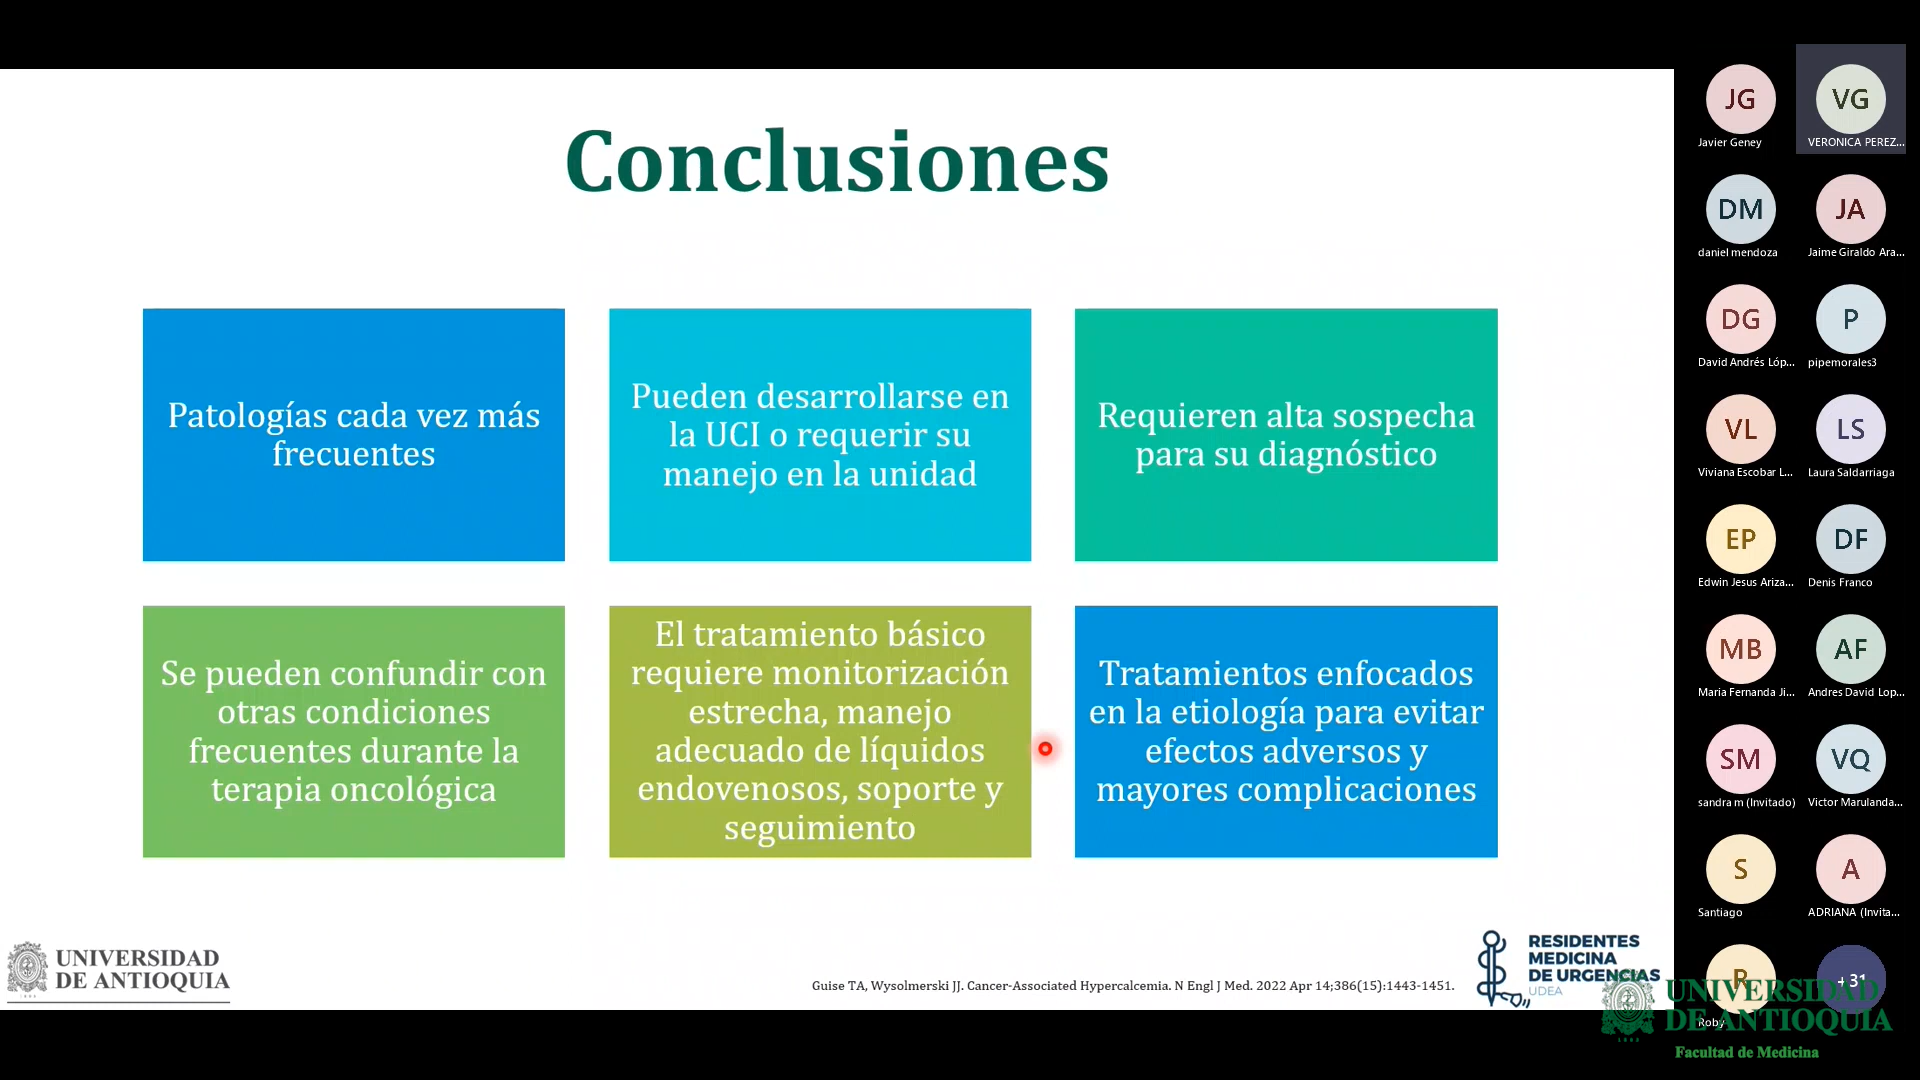 Conclusiones
Patologías cada vez más
frecuentes
Pueden desarrollarse en
la UCI o requerir su
manejo en la unidad
Requieren alta sospecha
para su diagnóstico
Se pueden confundir con
otras condiciones
frecuentes durante la
terapia oncológica
El tratamiento básico
requiere monitorización
estrecha, manejo
adecuado de líquidos
endovenosos, soporte y
seguimiento
Tratamientos enfocados
en la etiología para evitar
efectos adversos y
mayores complicaciones
UNIVERSIDAD
DE ANTIOQUIA
Guise TA, Wysolmerski JJ. Cancer-Associated Hypercalcemia. N Engl J Med. 2022 Apr 14;386(15):1443-1451.
RESIDENTES
MEDICINA
DE URGENCIAS
UDEA
JG
Javier Geney
VG
VERONICA PEREZ...
DM
daniel mendoza
JA
Jaime Giraldo Ara...
DG
David Andrés Lóp...
P
pipemorales3
VL
Viviana Escobar L...
LS
Laura Saldarriaga
EP
Edwin Jesus Ariza...
DF
Denis Franco
MB
Maria Fernanda Ji...
AF
Andres David Lop...
SM
sandra m (Invitado)
VQ
Victor Marulanda...
S
Santiago
A
ADRIANA (Invita...
R
+31
UNIVERSIDAD
DE ANTIOQUIA
Facultad de Medicina